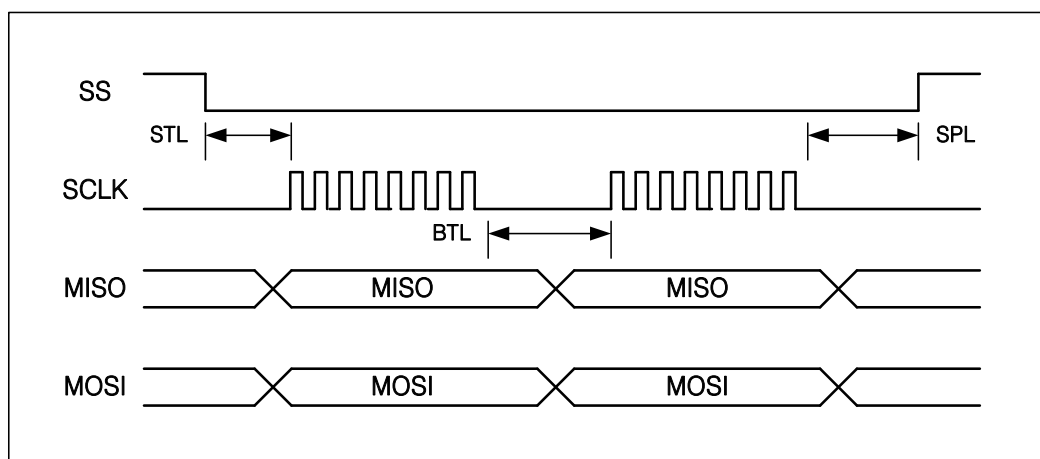 SS
STL SPL
SCLK
BTL
MISO MISO MISO
MOSI MOSI MOSI